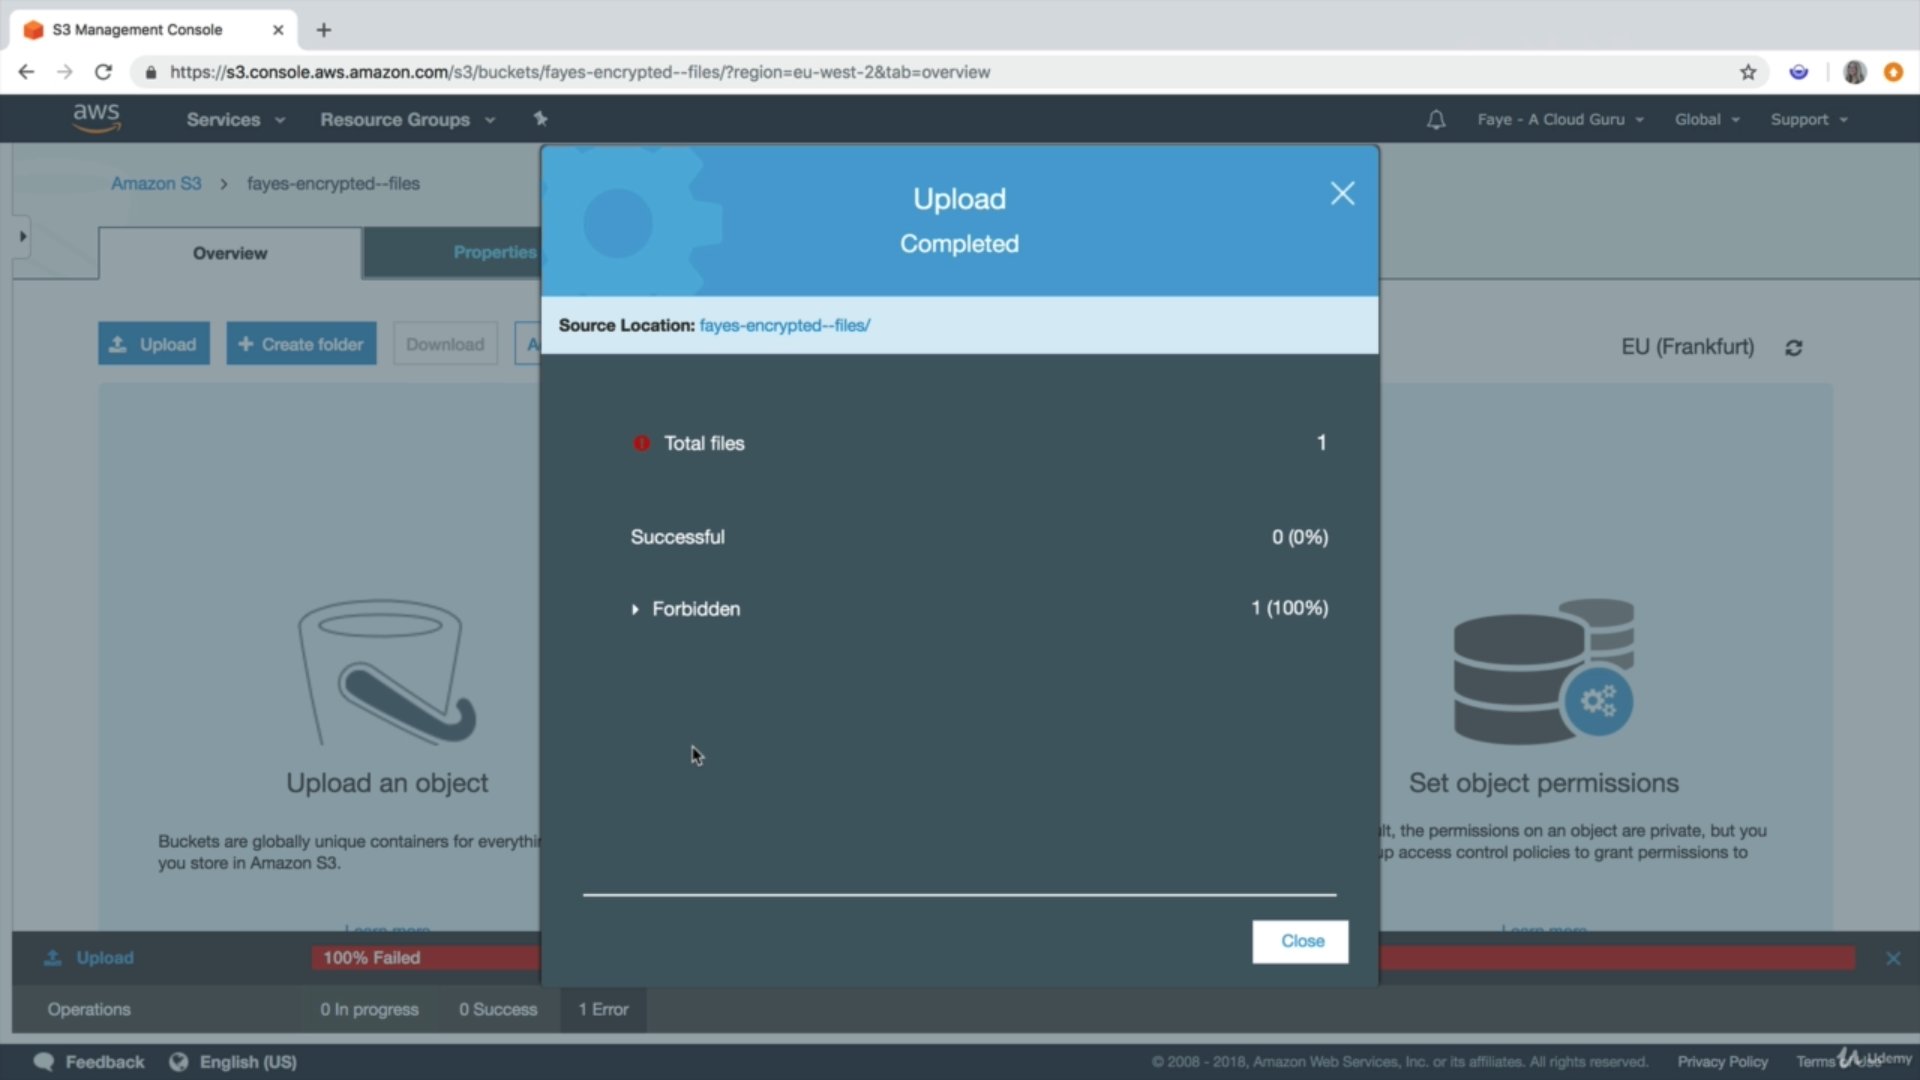 S3 Management Console
https://s3.console.aws.amazon.com/s3/buckets/fayes-encrypted--files/?region=eu-west-2&tab=overview
aws
Services
Resource Groups
Faye - A Cloud Guru
Global
Support
Amazon S3
fayes-encrypted--files
Overview
Properties
Upload
Completed
Source Location: fayes-encrypted--files/
Upload
Create folder
Download
EU (Frankfurt)
Total files
1
Successful
0 (0%)
Forbidden
1 (100%)
Upload an object
Buckets are globally unique containers for
you store in Amazon S3.
Set object permissions
the permissions on an object are private, but you
access control policies to grant permissions to
Close
Upload
100% Failed
Operations
0 In progress
0 Success
1 Error
Feedback
English (US)
© 2008 - 2018, Amazon Web Services, Inc. or its affiliates. All rights reserved.
Privacy Policy
Terms
Udemy